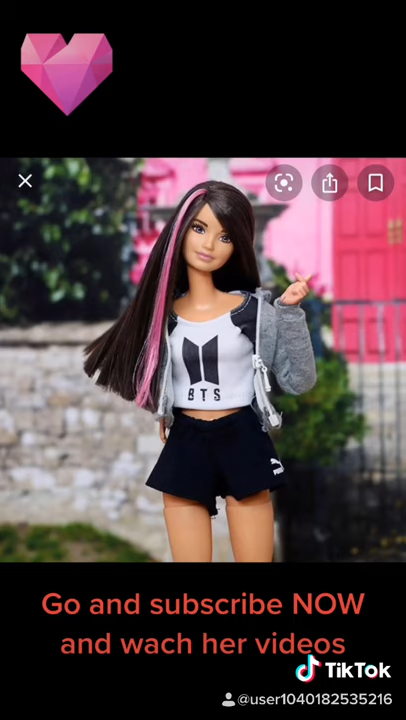 BTS
Go and subscribe NOW
and wach her videos
TikTok
@user1040182535216